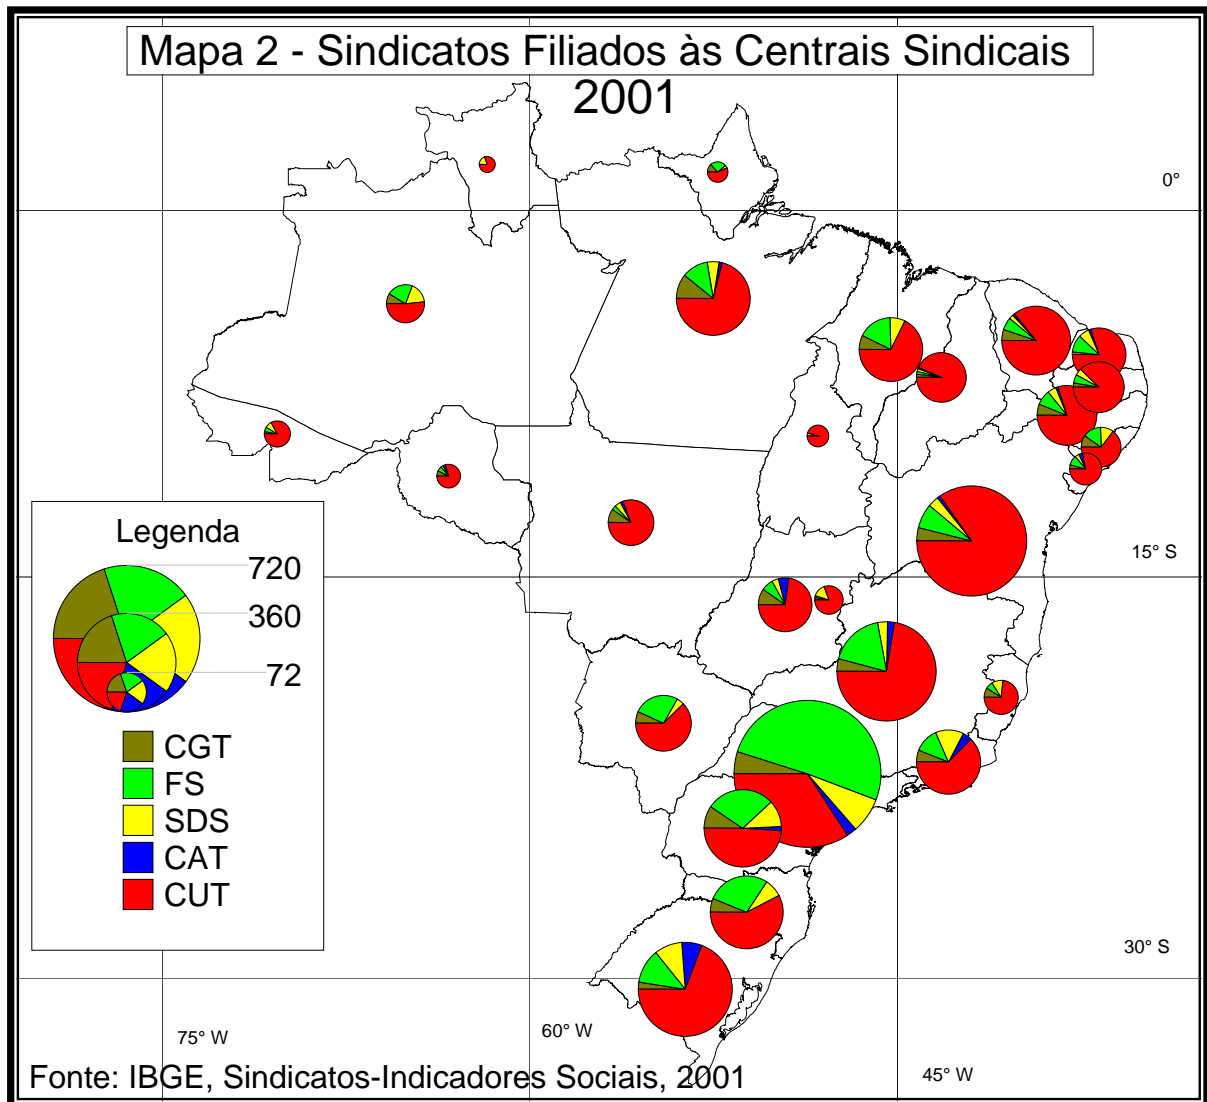 Mapa 2 - Sindicatos Filiados às Centrais Sindicais
2001
0°
15° S
Legenda
720
360
72
CGT
FS
SDS
CAT
CUT
30° S
75° W
60° W
45° W
Fonte: IBGE, Sindicatos-Indicadores Sociais, 2001